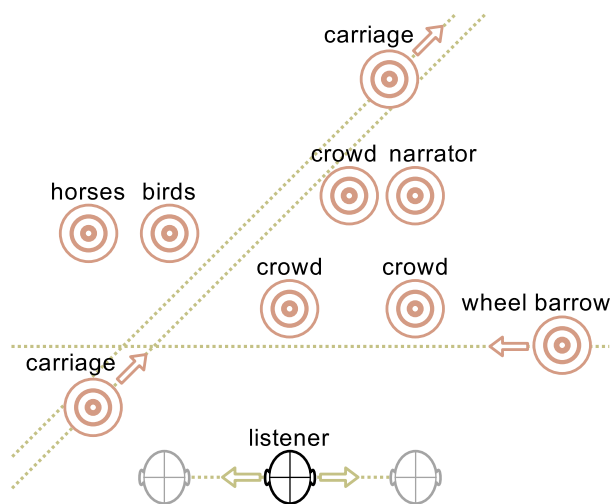 carriage
crowd narrator
horses birds
crowd crowd
wheel barrow
carriage
listener